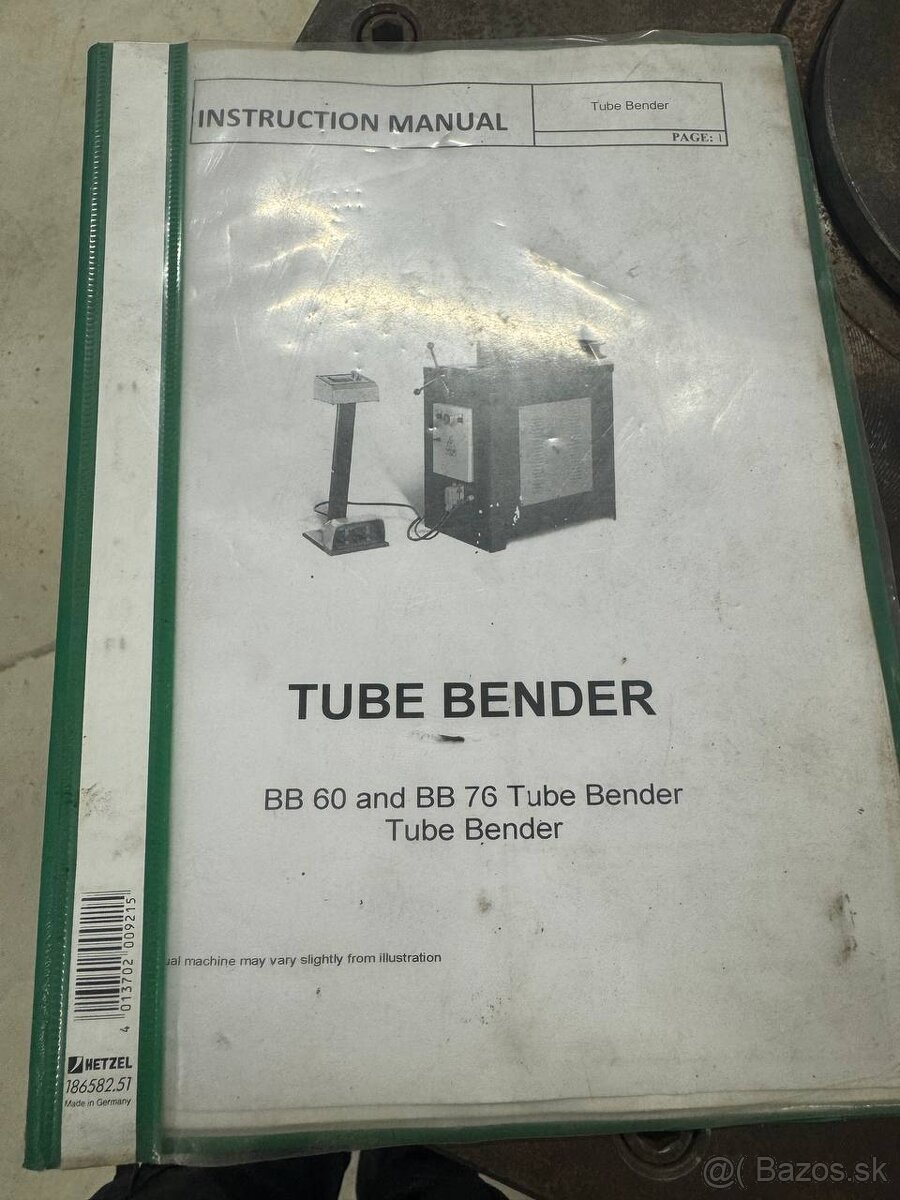 INSTRUCTION MANUAL
Tube Bender
PAGE: 1
TUBE BENDER
BB 60 and BB 76 Tube Bender
Tube Bender
machine may vary slightly from illustration
4 013702 009215
HETZEL
186582.51
Made in Germany
@( Bazos.sk